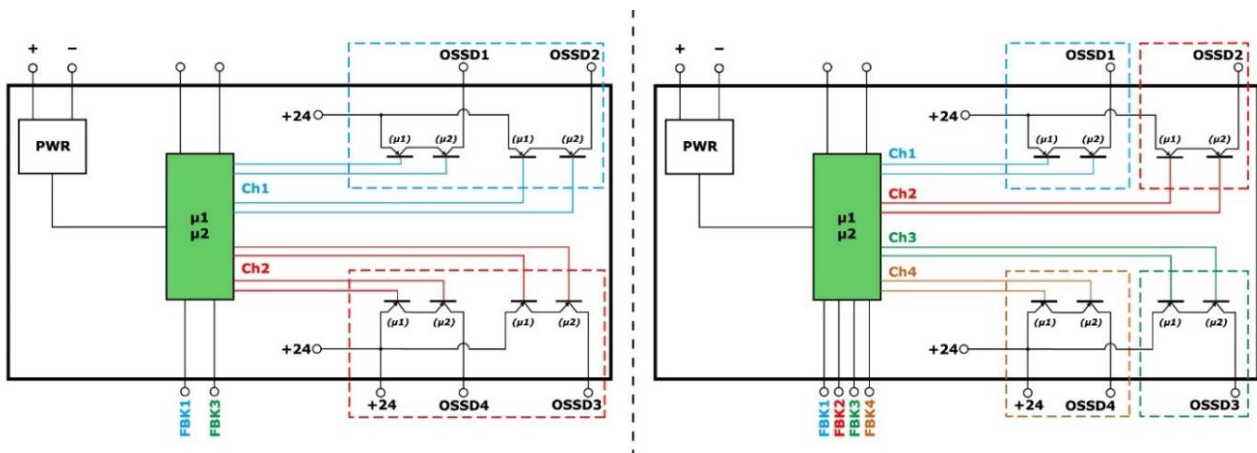 + −
OSSD1 OSSD2
+24
(µ1) (µ2) (µ1) (µ2)
PWR
Ch1
µ1
µ2
Ch2
(µ1) (µ2) (µ1) (µ2)
+24
FBK1 FBK3
+24 OSSD4 OSSD3
+ −
OSSD1 OSSD2
+24
(µ1) (µ2) (µ1) (µ2)
PWR
Ch1
Ch2
µ1
µ2
Ch3
Ch4
(µ1) (µ2) (µ1) (µ2)
+24
FBK1 FBK2 FBK3 FBK4
+24 OSSD4 OSSD3